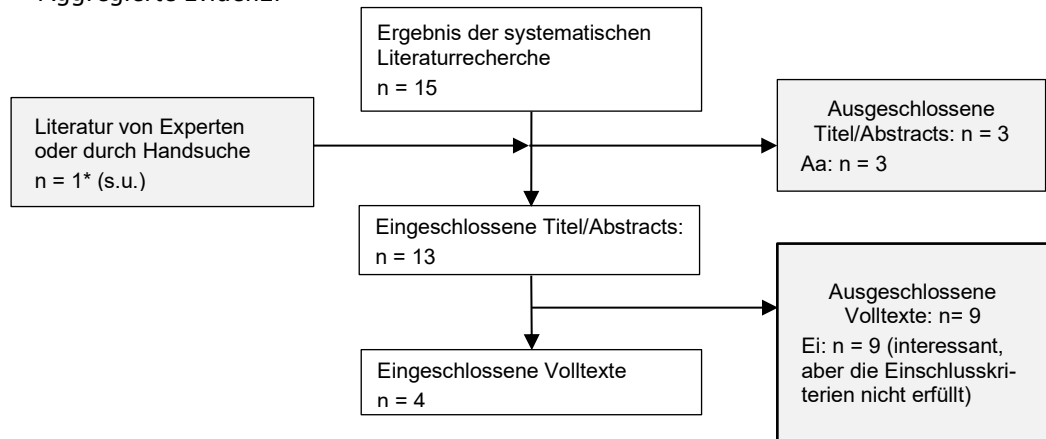 Aggregierte Evidenz:
Ergebnis der systematischen
Literaturrecherche
n = 15
Literatur von Experten
oder durch Handsuche
n = 1* (s.u.)
Ausgeschlossene
Titel/Abstracts: n = 3
Aa: n = 3
Eingeschlossene Titel/Abstracts:
n = 13
Ausgeschlossene
Volltexte: n= 9
Ei: n = 9 (interessant,
aber die Einschlusskri-
terien nicht erfüllt)
Eingeschlossene Volltexte
n = 4